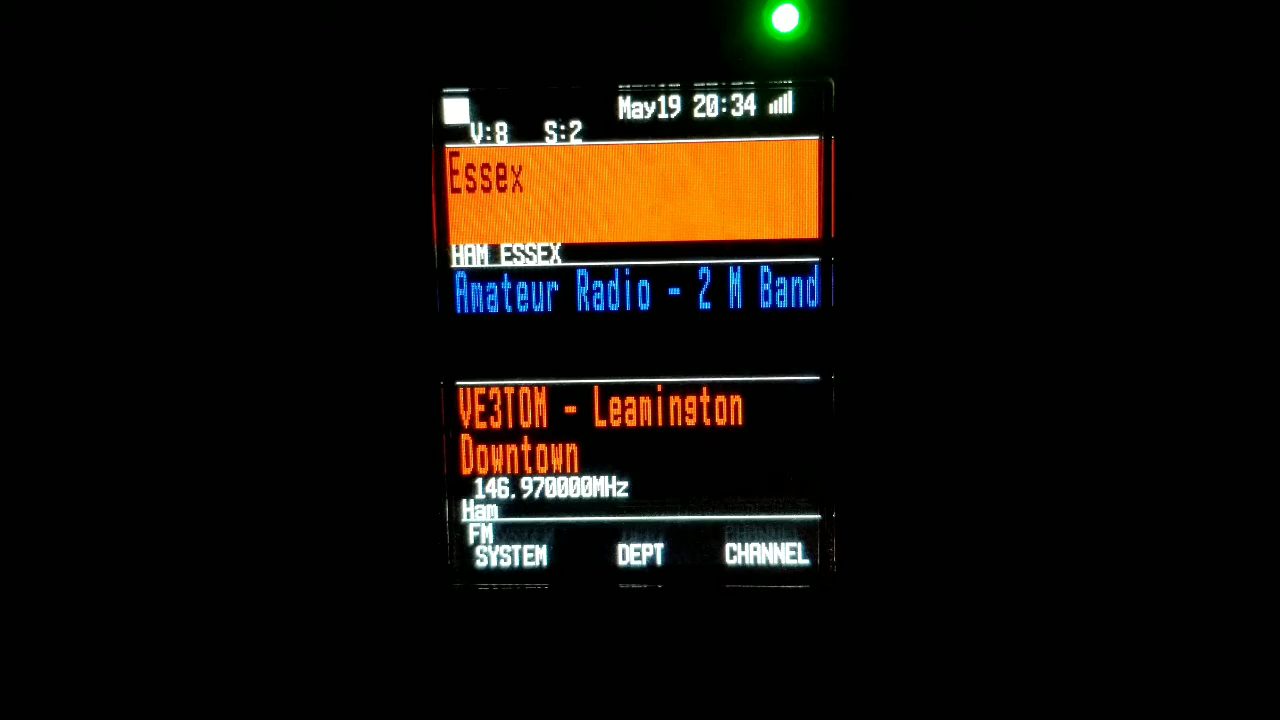 May19 20:34
V:8 S:2
Essex
HAM ESSEX
Amateur Radio - 2 M Band
VE3TOM - Leamington
Downtown
146.970000MHz
Ham
FM
SYSTEM DEPT CHANNEL